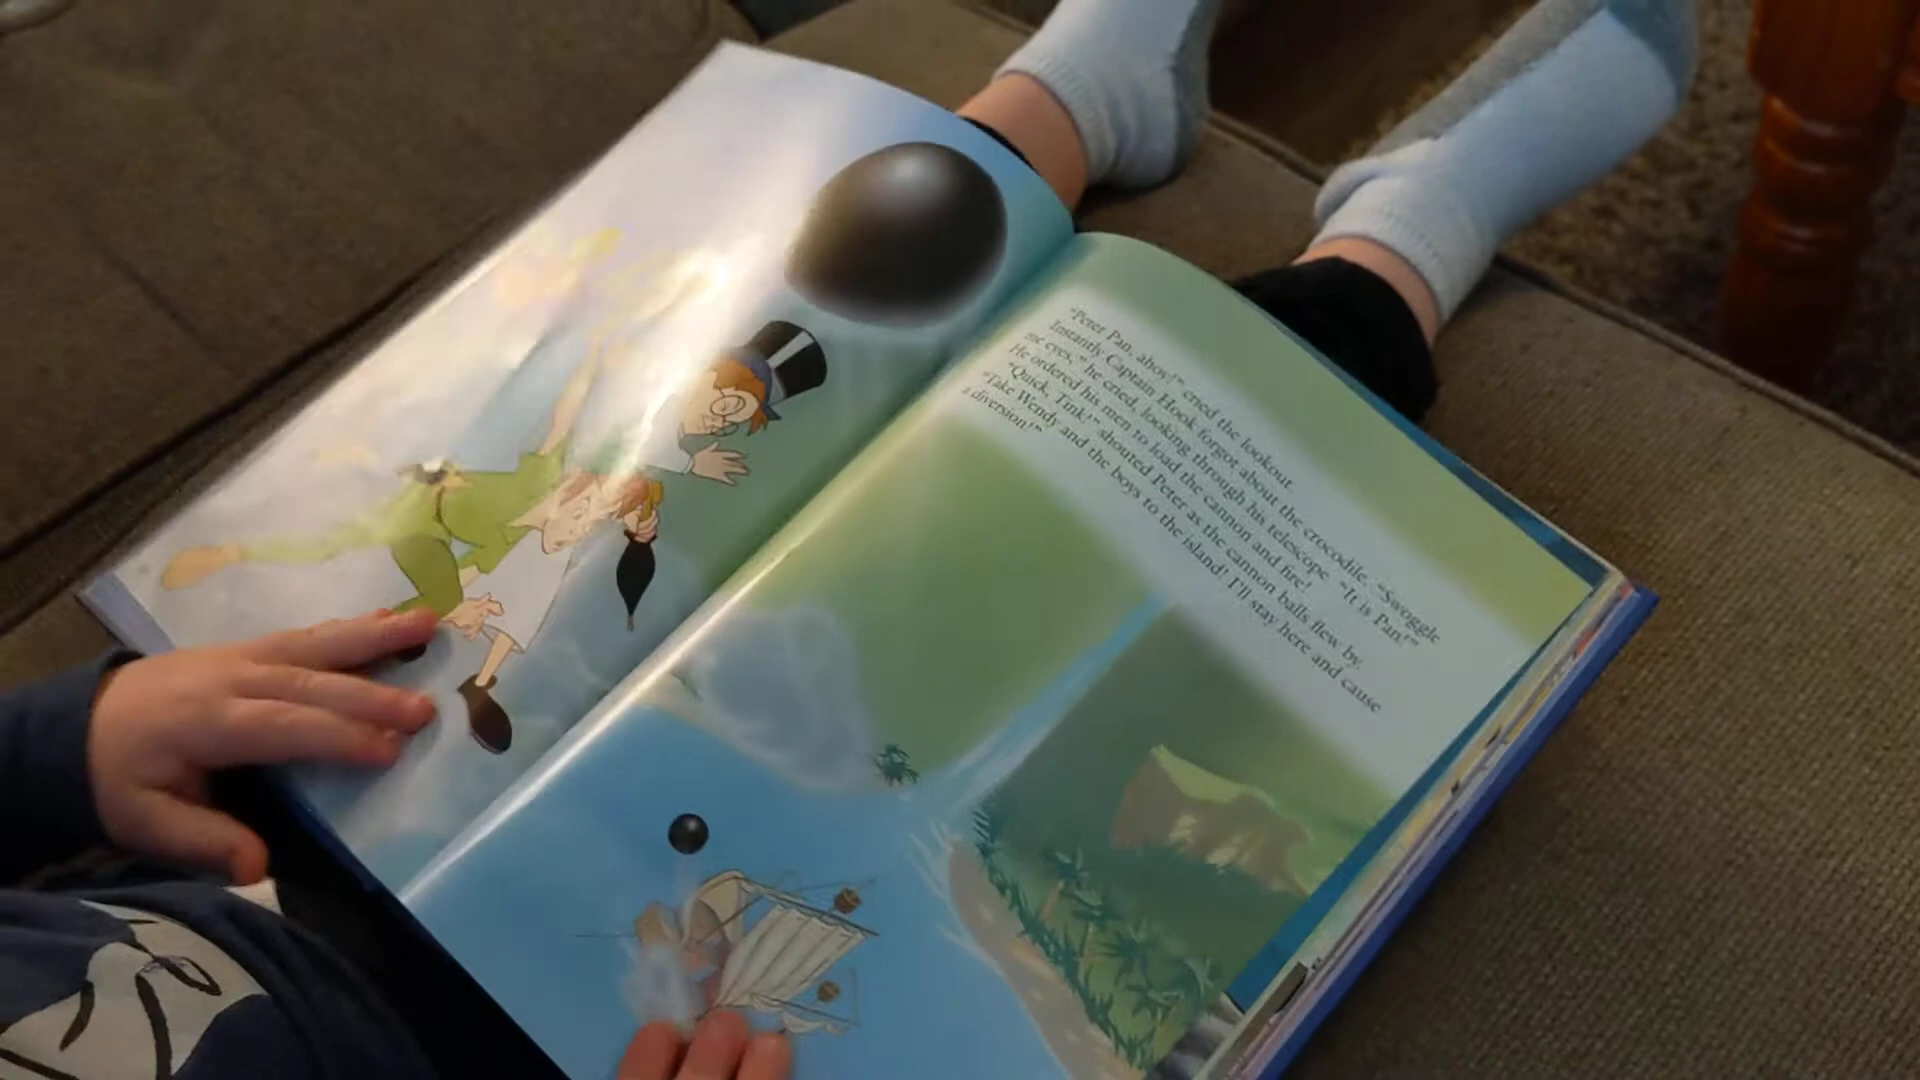 "Peter Pan, ahoy!" cried the lookout.
Instantly Captain Hook forgot about the crocodile. "Swoggle
me eyes," he cried, looking through his telescope. "It is Pan!"
He ordered his men to load the cannon and fire!
"Quick, Tink!" shouted Peter as the cannon balls flew by.
"Take Wendy and the boys to the island! I'll stay here and cause
a diversion!"